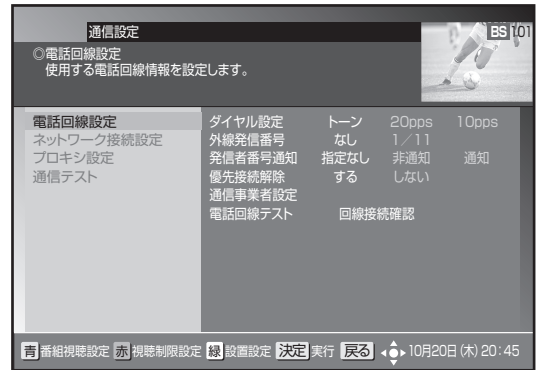 通信設定
BS 101
◎電話回線設定
使用する電話回線情報を設定します。
電話回線設定
ネットワーク接続設定
プロキシ設定
通信テスト
ダイヤル設定 トーン 20pps 10pps
外線発信番号 なし 1／11
発信者番号通知 指定なし 非通知 通知
優先接続解除 する しない
通信事業者設定
電話回線テスト 回線接続確認
青 番組視聴設定 赤 視聴制限設定 緑 設置設定 決定 実行 戻る 10月20日(木) 20:45